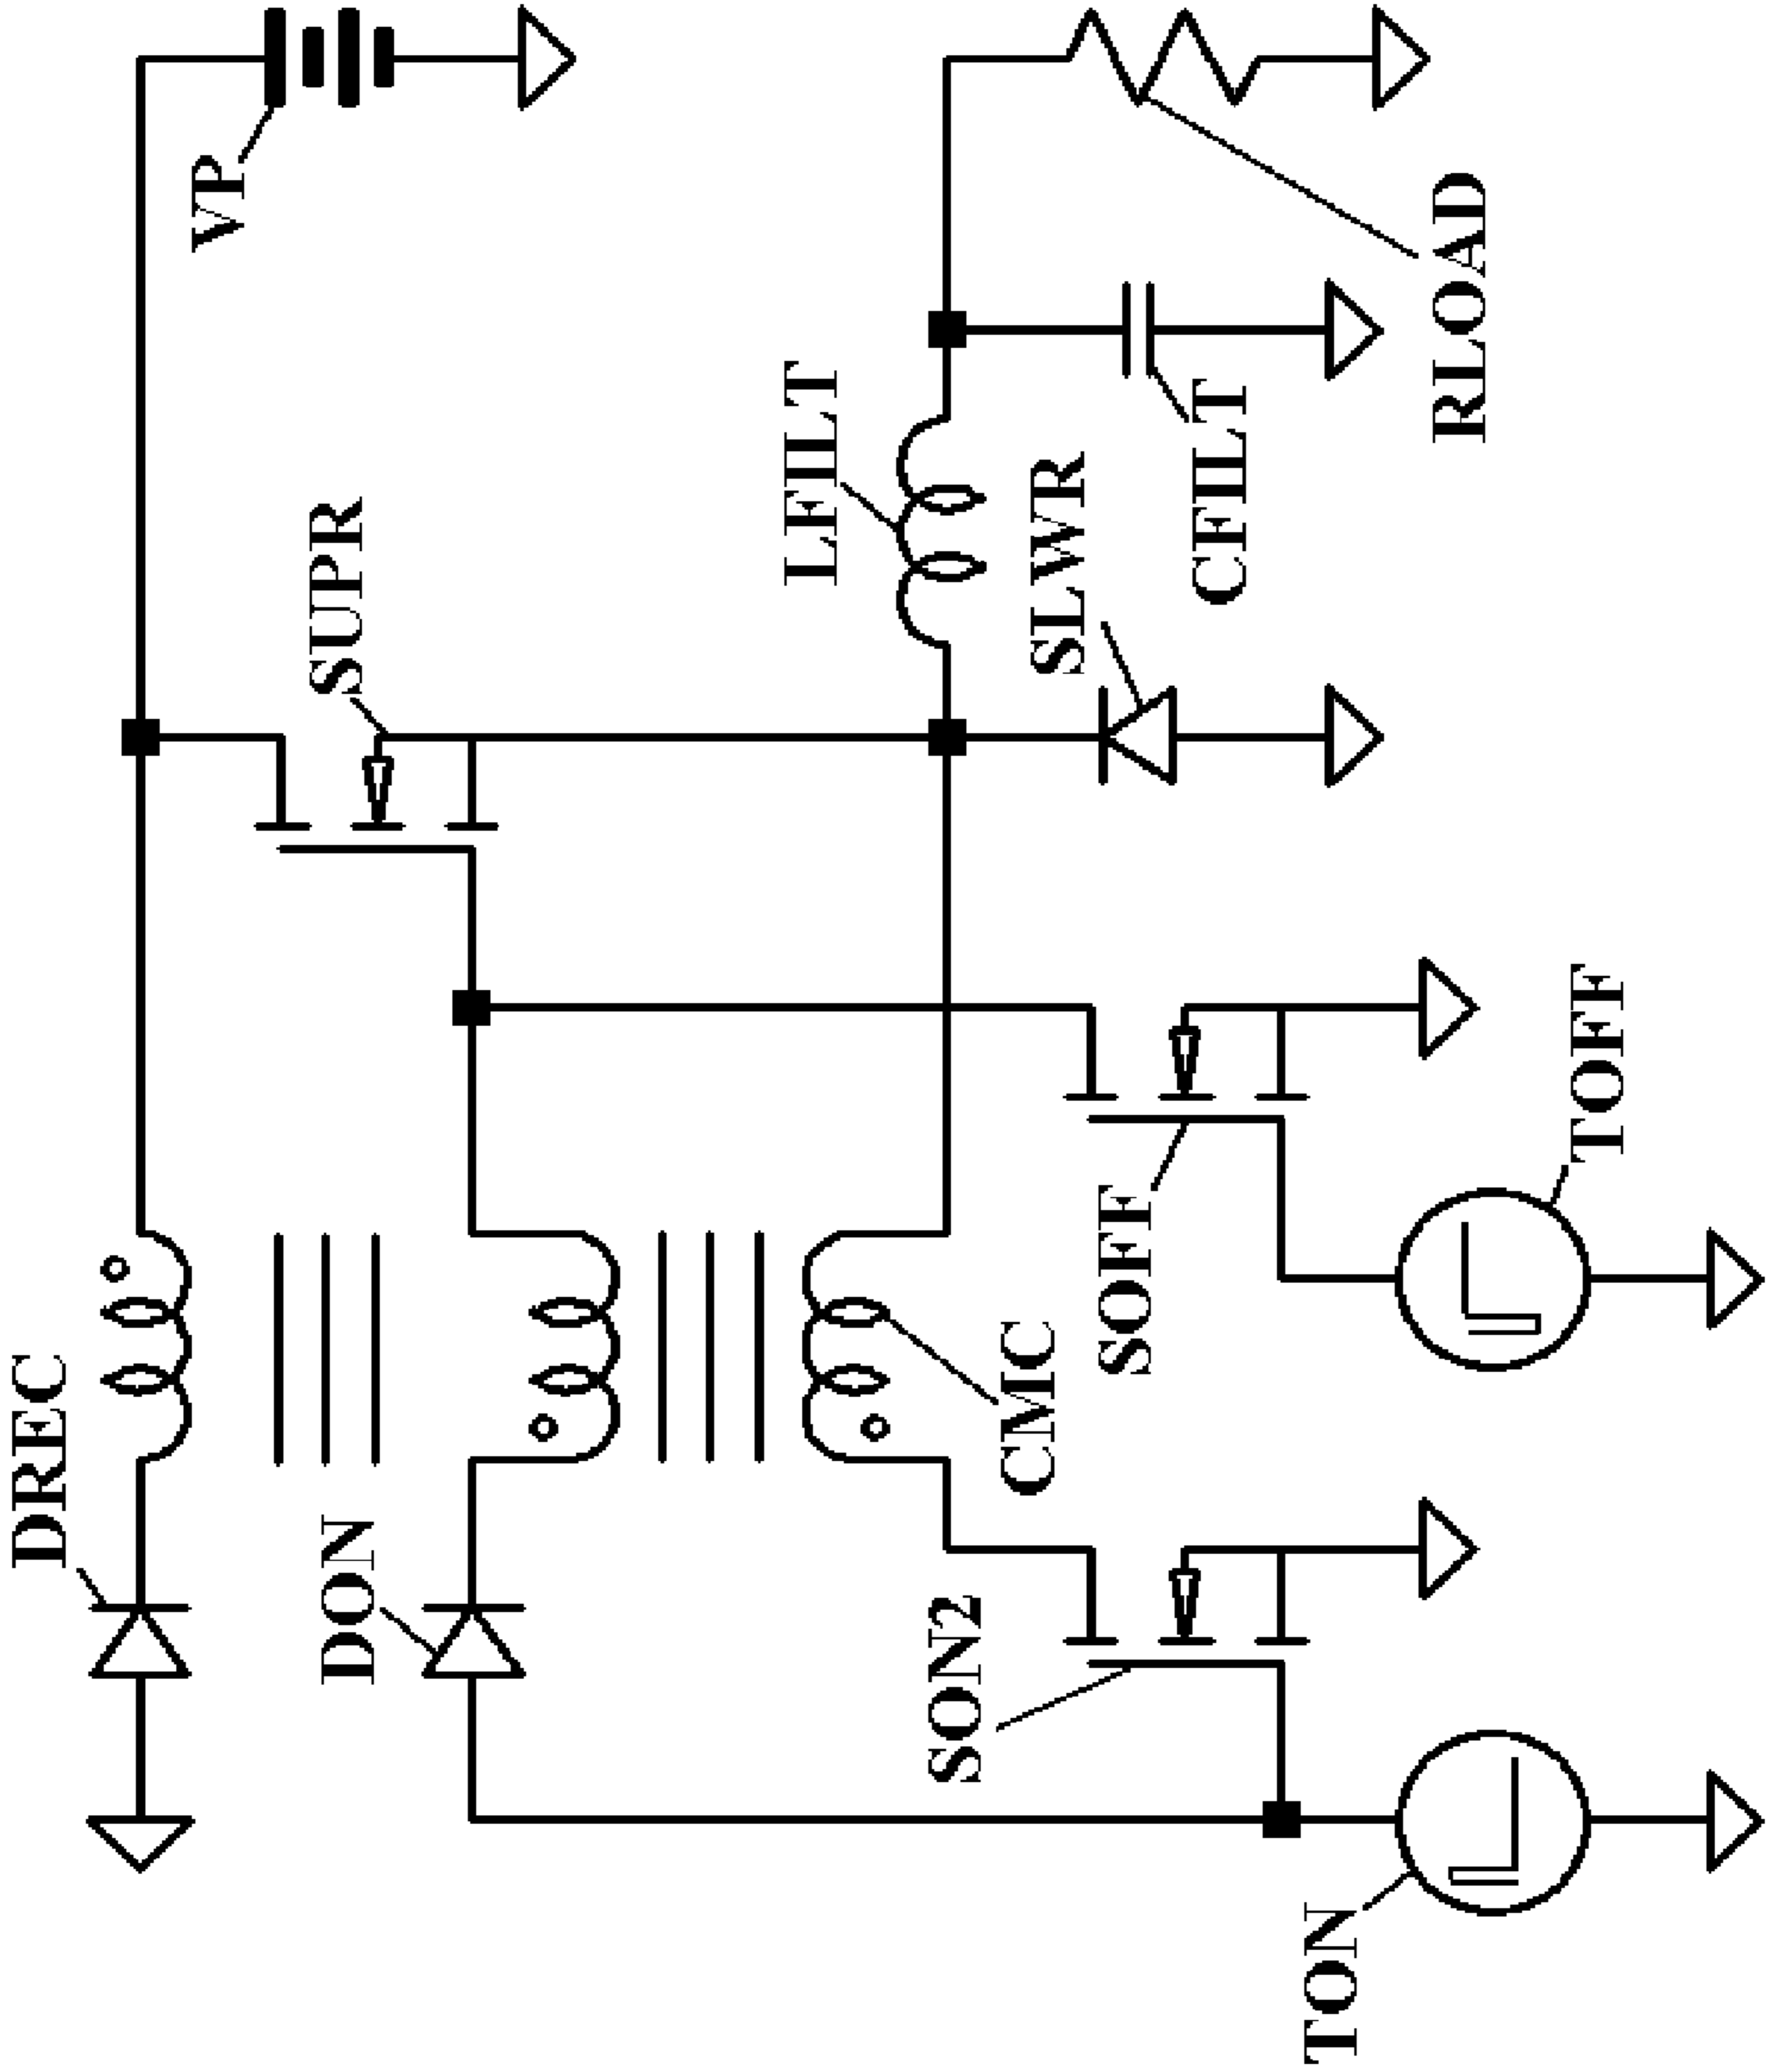 DREC
VP
SUPR
DON
LFILT
SLWR
CFILT
CMC
SON2
SOFF
RLOAD
TOFF
TON